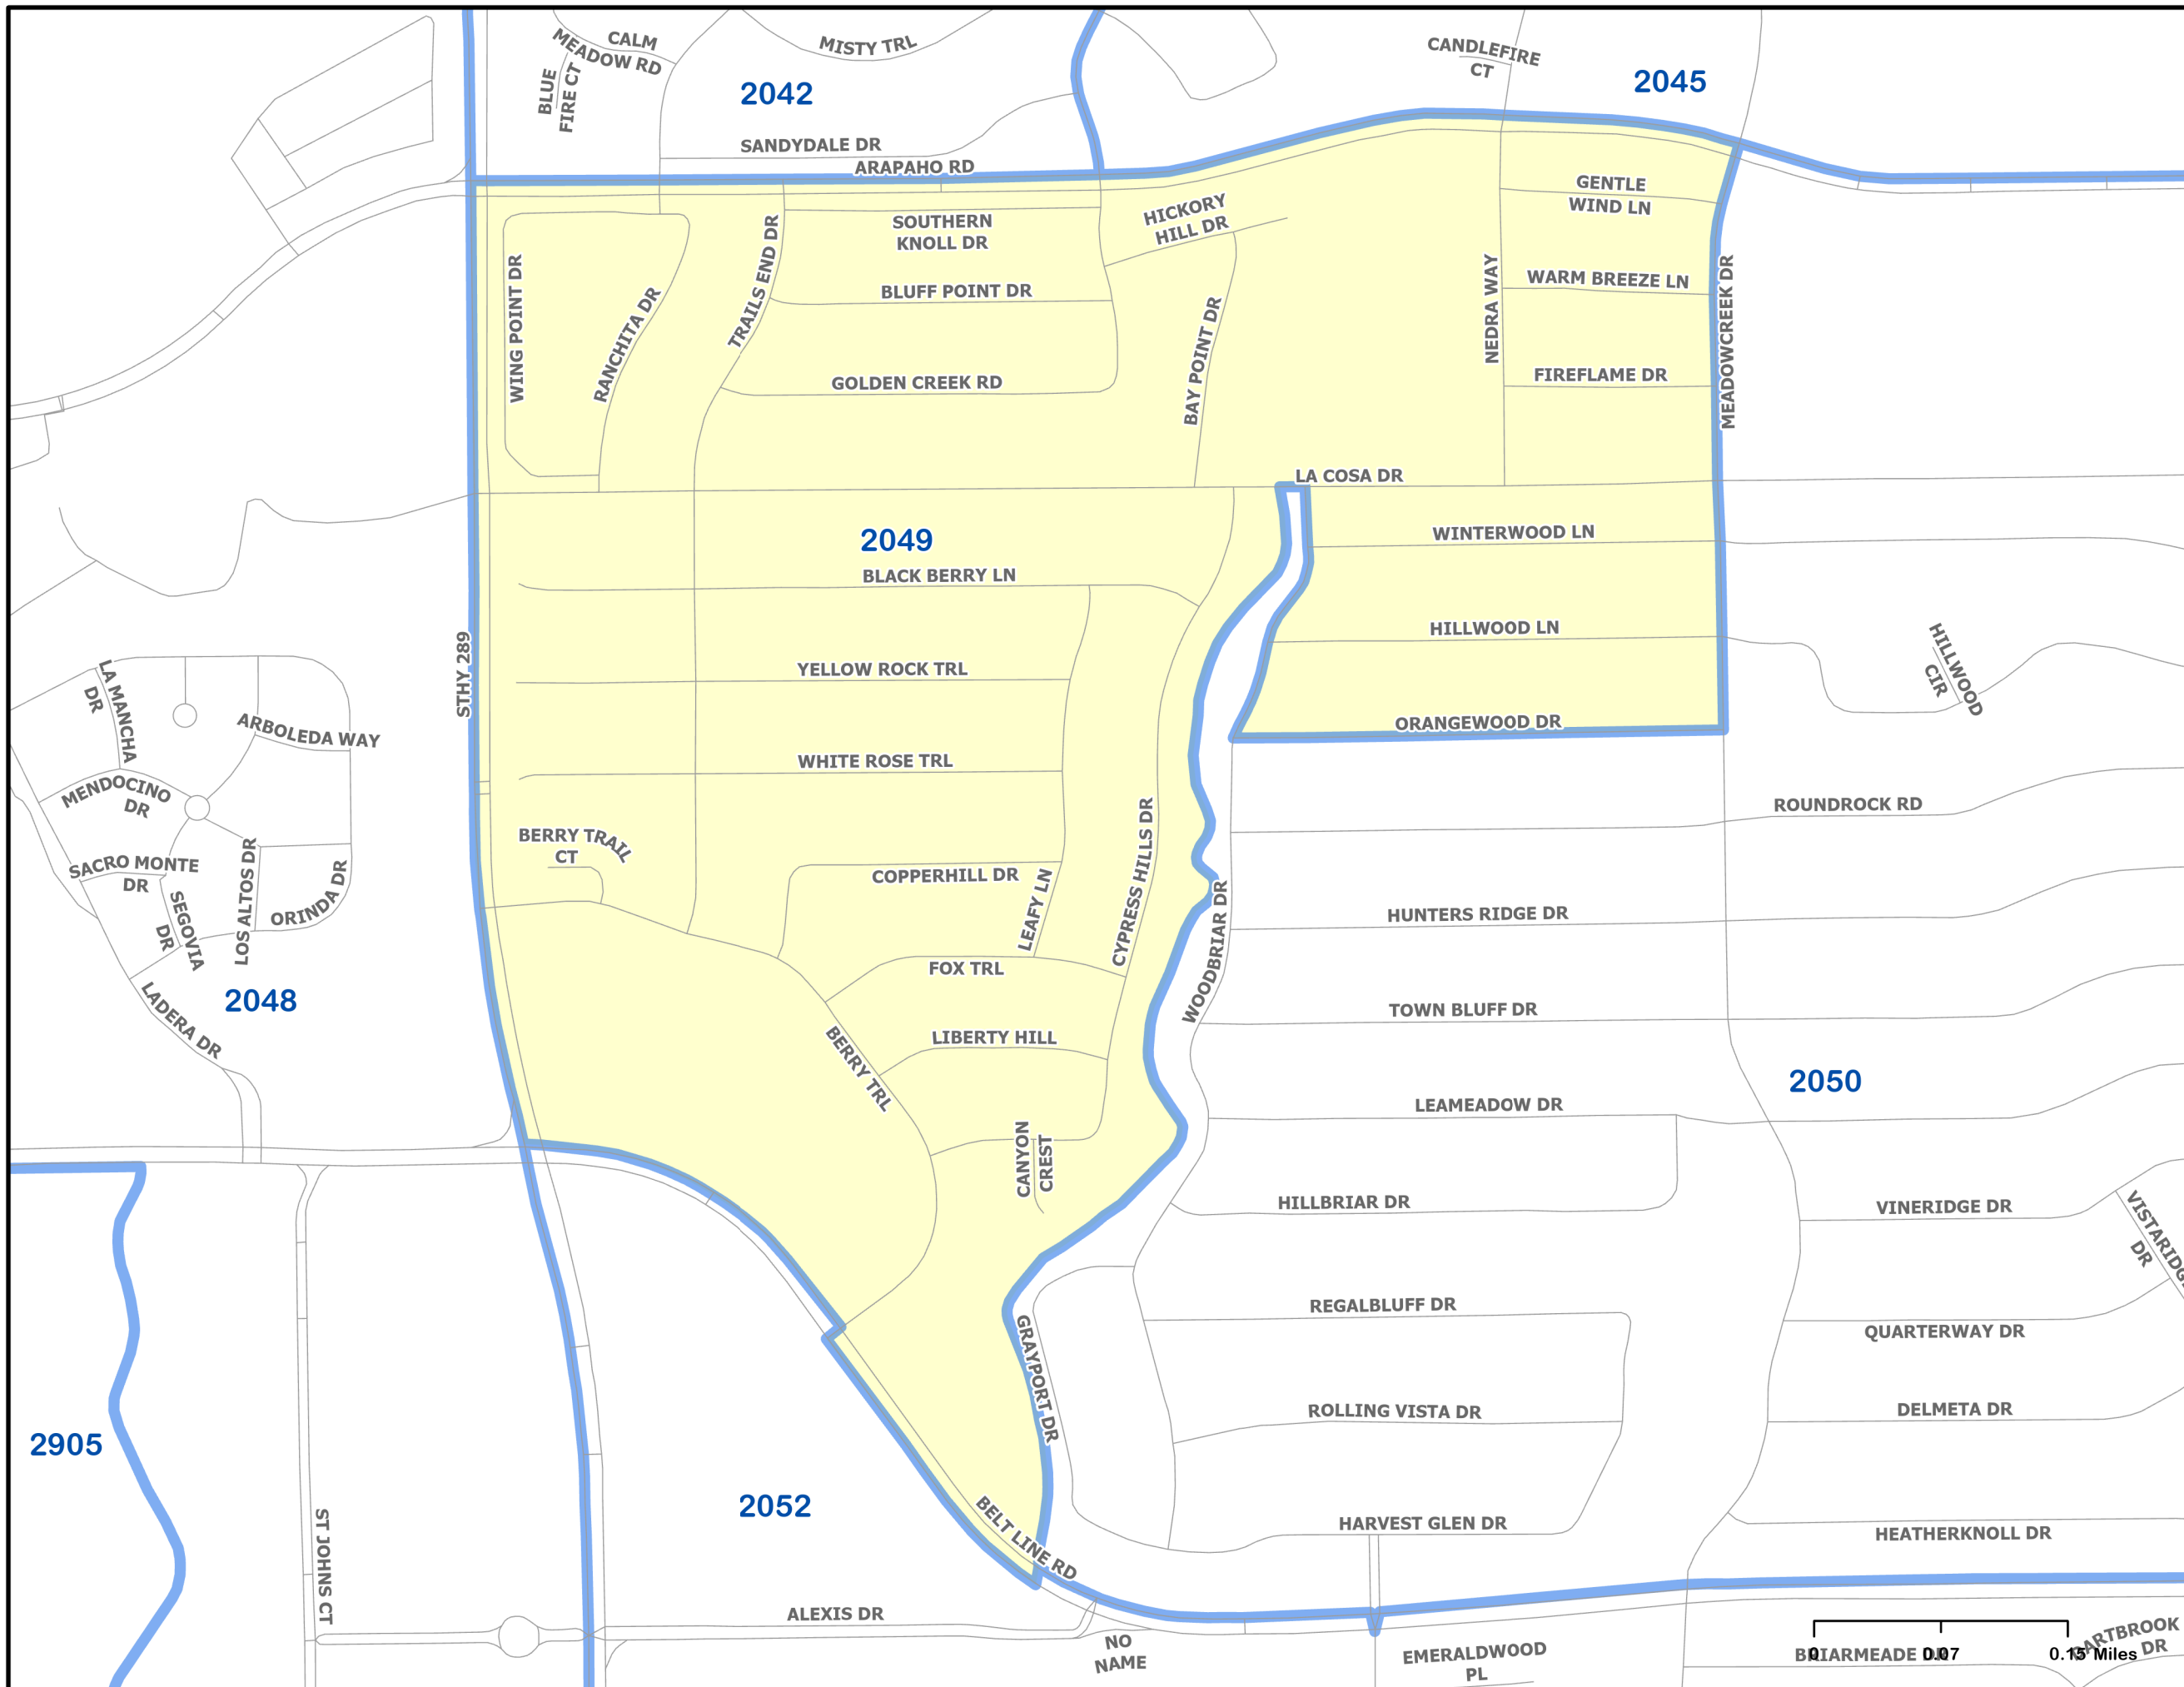 CALM
MEADOW RD
MISTY TRL
CANDLEFIRE
CT
BLUE
FIRE CT
2042
2045
SANDYDALE DR
ARAPAHO RD
GENTLE
WIND LN
HICKORY
HILL DR
SOUTHERN
KNOLL DR
WING POINT DR
RANCHITA DR
TRAILS END DR
BLUFF POINT DR
BAY POINT DR
NEDRA WAY
WARM BREEZE LN
MEADOWCREEK DR
GOLDEN CREEK RD
FIREFLAME DR
LA COSA DR
2049
WINTERWOOD LN
BLACK BERRY LN
HILLWOOD LN
HILLWOOD
CIR
STHY 289
YELLOW ROCK TRL
LA MANCHA
DR
ARBOLEDA WAY
ORANGEWOOD DR
WHITE ROSE TRL
MENDOCINO
DR
ROUNDROCK RD
BERRY TRAIL
CT
CYPRESS HILLS DR
SACRO MONTE
DR
LOS ALTOS DR
ORINDA DR
COPPERHILL DR
LEAFY LN
WOODBRIAR DR
HUNTERS RIDGE DR
SEGOVIA
DR
FOX TRL
2048
LADERA DR
TOWN BLUFF DR
BERRY TRL
LIBERTY HILL
2050
LEAMEADOW DR
CANYON
CREST
HILLBRIAR DR
VINERIDGE DR
VISTARIDGE
DR
REGALBLUFF DR
QUARTERWAY DR
GRAYPORT DR
ROLLING VISTA DR
DELMETA DR
2905
2052
ST JOHNS CT
BELT LINE RD
HARVEST GLEN DR
HEATHERKNOLL DR
ALEXIS DR
NO
NAME
EMERALDWOOD
PL
BRIARMEADE DR
DARTBROOK
DR
0 0.07 0.15 Miles